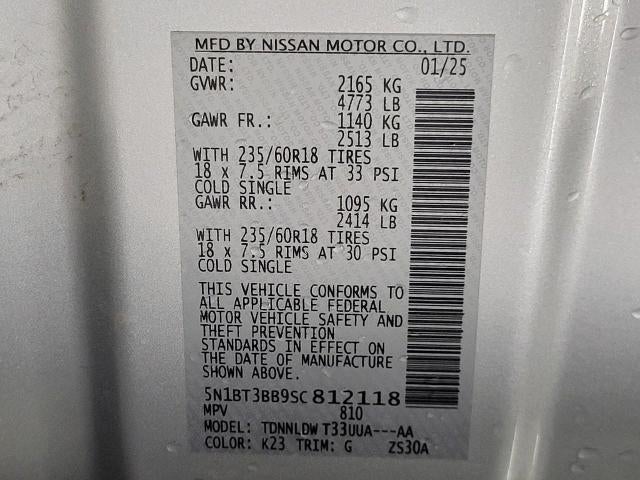 MFD BY NISSAN MOTOR CO., LTD.
DATE: 01/25
GVWR: 2165 KG
4773 LB
GAWR FR.: 1140 KG
2513 LB
WITH 235/60R18 TIRES
18 x 7.5 RIMS AT 33 PSI
COLD SINGLE
GAWR RR.: 1095 KG
2414 LB
WITH 235/60R18 TIRES
18 x 7.5 RIMS AT 30 PSI
COLD SINGLE
THIS VEHICLE CONFORMS TO
ALL APPLICABLE FEDERAL
MOTOR VEHICLE SAFETY AND
THEFT PREVENTION
STANDARDS IN EFFECT ON
THE DATE OF MANUFACTURE
SHOWN ABOVE.
5N1BT3BB9SC812118
MPV 810
MODEL: TDNNLDW T33UUA---AA
COLOR: K23 TRIM: G ZS30A